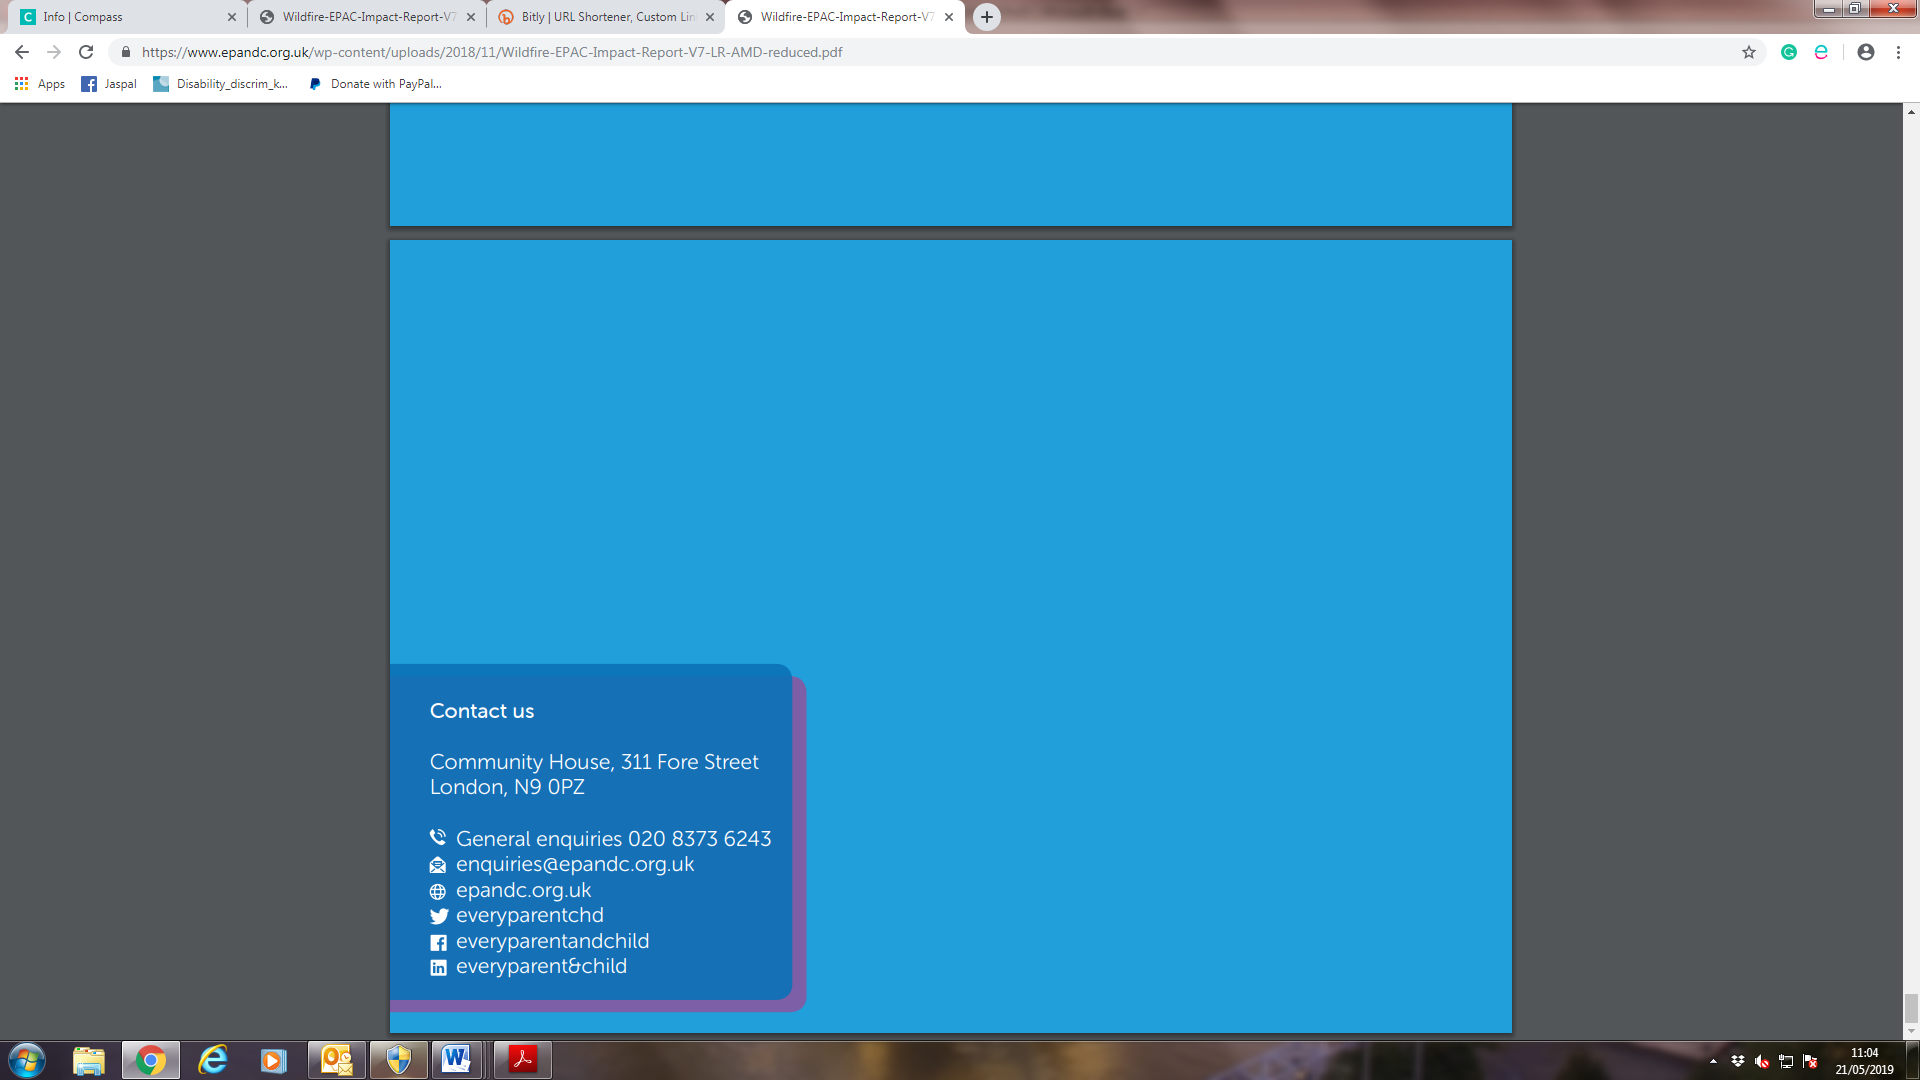 Info | Compass
Wildfire-EPAC-Impact-Report-V7
Bitly | URL Shortener, Custom Lin
Wildfire-EPAC-Impact-Report-V7
https://www.epandc.org.uk/wp-content/uploads/2018/11/Wildfire-EPAC-Impact-Report-V7-LR-AMD-reduced.pdf
Apps
Jaspal
Disability_discrim_k...
Donate with PayPal...
Contact us
Community House, 311 Fore Street
London, N9 0PZ
General enquiries 020 8373 6243
enquiries@epandc.org.uk
epandc.org.uk
everyparentchd
everyparentandchild
everyparent&child
11:04
21/05/2019